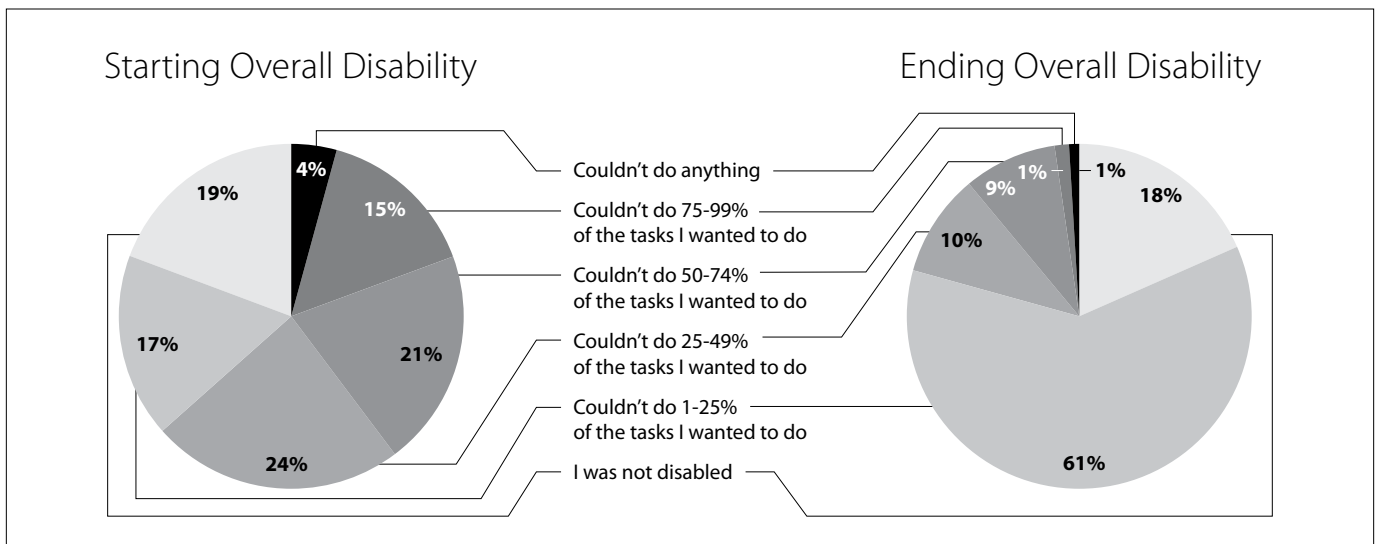 Starting Overall Disability
Ending Overall Disability
4%
15%
21%
24%
17%
19%
Couldn't do anything
Couldn't do 75-99%
of the tasks I wanted to do
Couldn't do 50-74%
of the tasks I wanted to do
Couldn't do 25-49%
of the tasks I wanted to do
Couldn't do 1-25%
of the tasks I wanted to do
I was not disabled
1%
1%
9%
10%
18%
61%